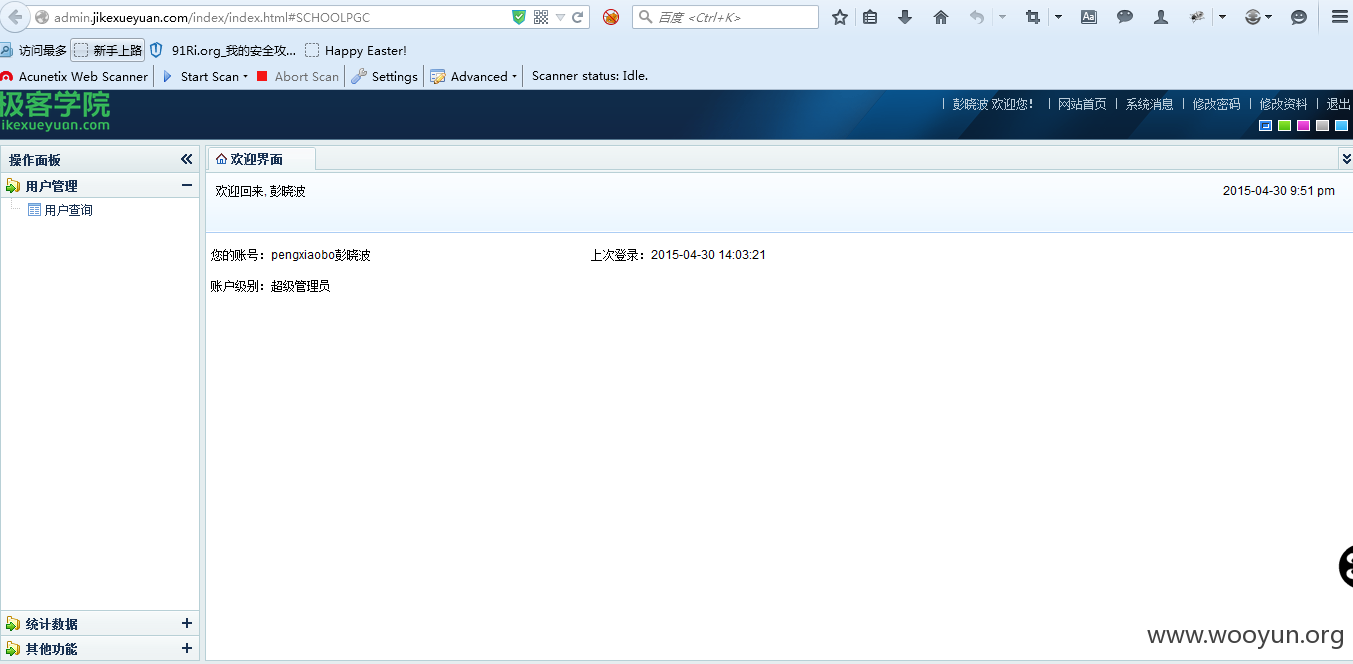 admin.jikexueyuan.com/index/index.html#SCHOOLPGC
百度 <Ctrl+K>
访问最多 新手上路 91Ri.org_我的安全攻... Happy Easter!
Acunetix Web Scanner Start Scan Abort Scan Settings Advanced Scanner status: Idle.
极客学院
ikexueyuan.com
彭晓波 欢迎您! | 网站首页 | 系统消息 | 修改密码 | 修改资料 | 退出
操作面板
欢迎界面
用户管理
用户查询
欢迎回来, 彭晓波
2015-04-30 9:51 pm
您的账号：pengxiaobo彭晓波
上次登录：2015-04-30 14:03:21
账户级别：超级管理员
统计数据
其他功能
www.wooyun.org